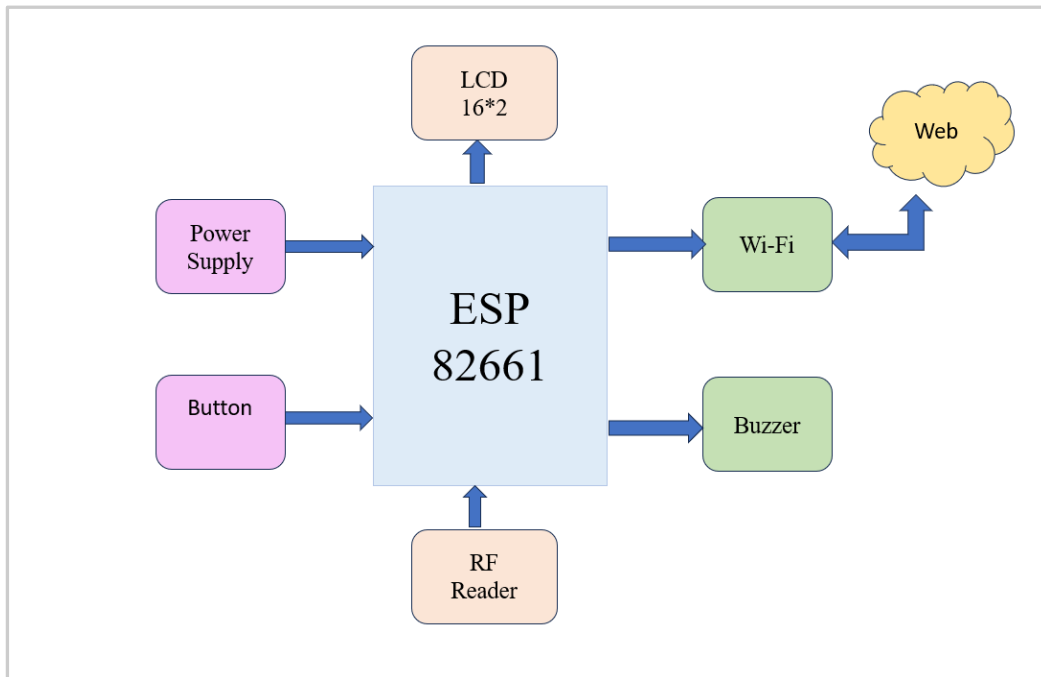 LCD
16*2
Web
Power
Supply
Wi-Fi
ESP
82661
Button
Buzzer
RF
Reader